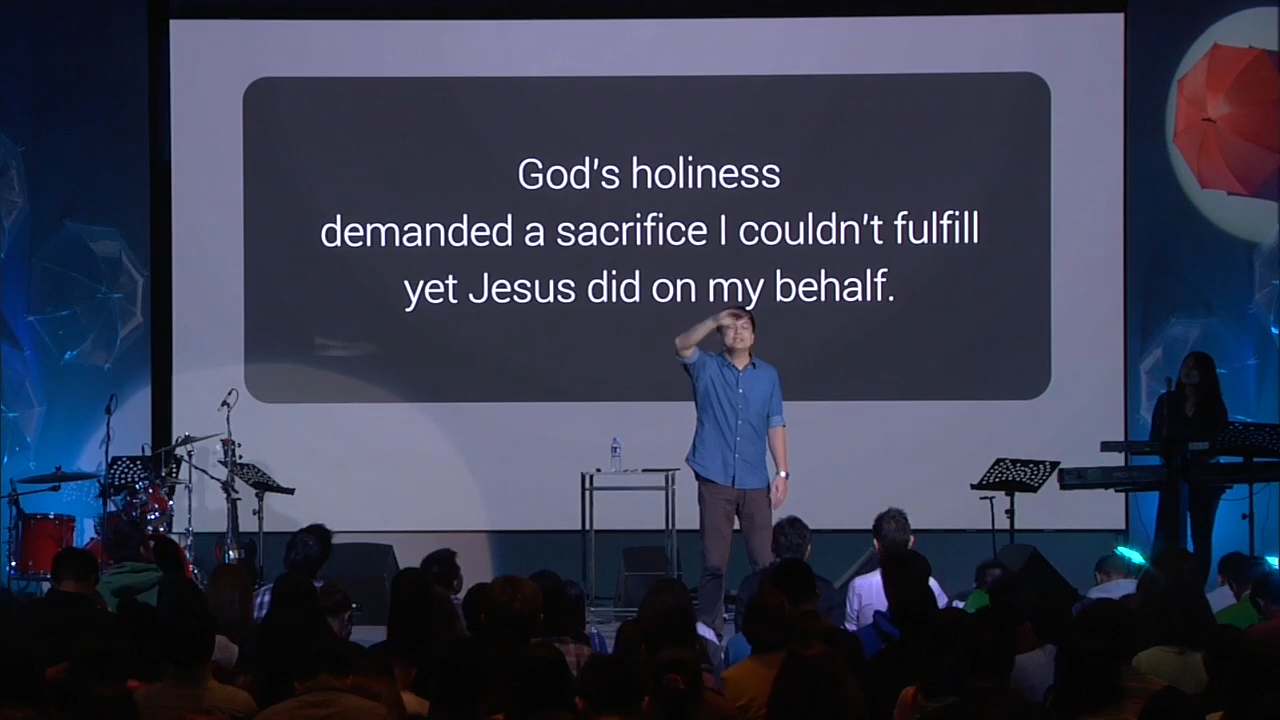 God's holiness
demanded a sacrifice I couldn't fulfill
yet Jesus did on my behalf.